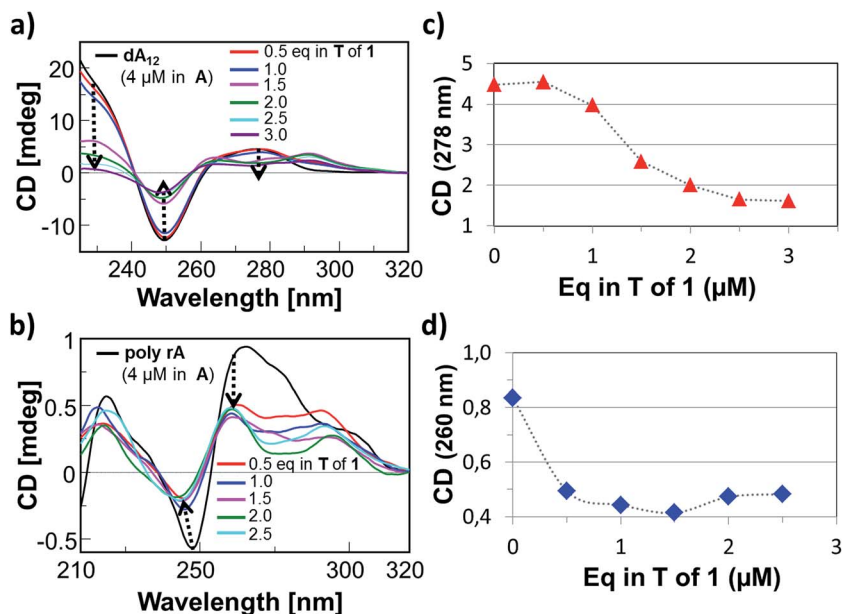 a)
dA12
(4 µM in A)
0.5 eq in T of 1
1.0
1.5
2.0
2.5
3.0
CD [mdeg]
20
10
0
-10
240 260 280 300 320
Wavelength [nm]
b)
poly rA
(4 µM in A)
0.5 eq in T of 1
1.0
1.5
2.0
2.5
CD [mdeg]
1
0.5
0
-0.5
210 250 300 320
Wavelength [nm]
c)
CD (278 nm)
5
4
3
2
1
0 1 2 3
Eq in T of 1 (µM)
d)
CD (260 nm)
1,0
0,8
0,6
0,4
0 1 2 3
Eq in T of 1 (µM)